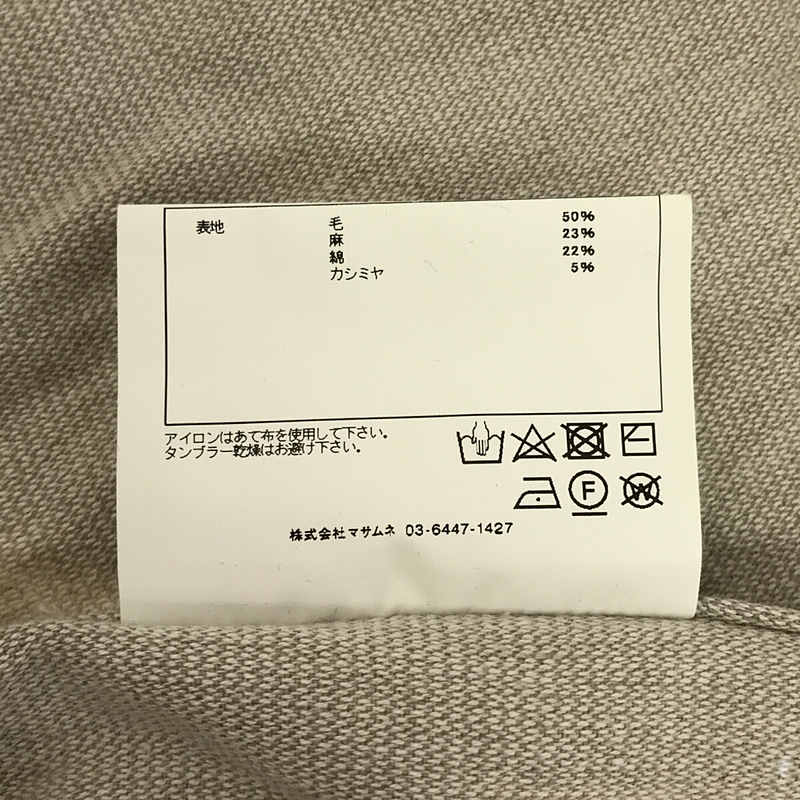 表地 毛 50%
麻 23%
綿 22%
カシミヤ 5%
アイロンはあて布を使用して下さい。
タンブラー乾燥はお避け下さい。
F W
株式会社マサムネ 03-6447-1427